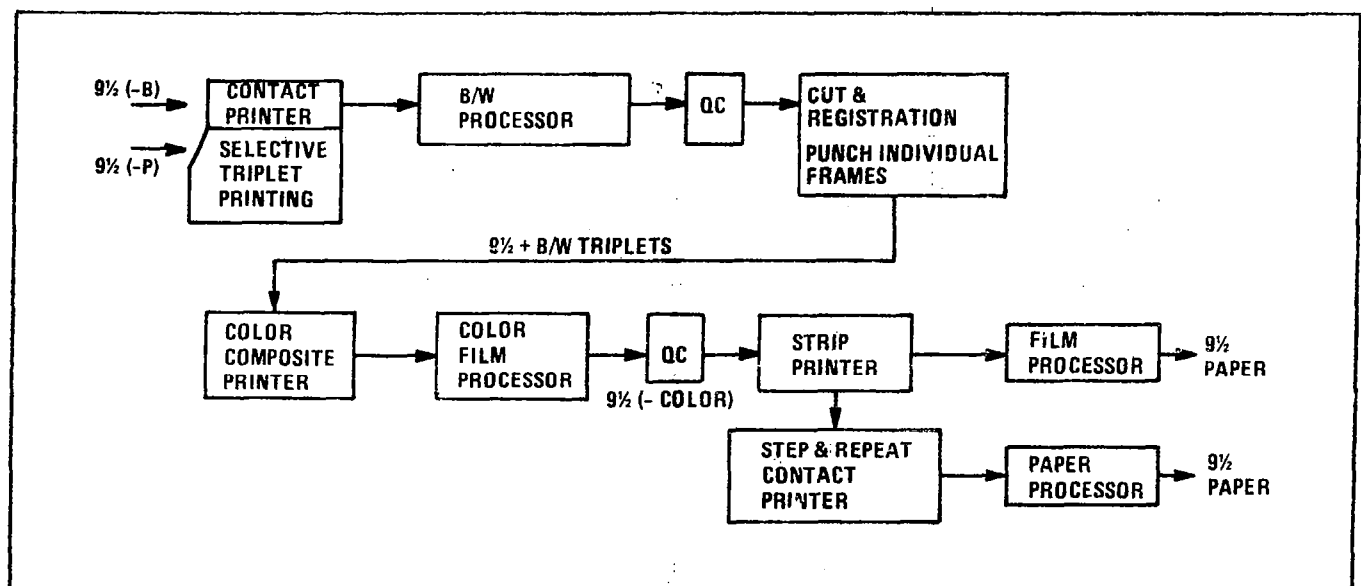 9½ (-B)
9½ (-P)
CONTACT
PRINTER
SELECTIVE
TRIPLET
PRINTING
B/W
PROCESSOR
QC
CUT &
REGISTRATION
PUNCH INDIVIDUAL
FRAMES
9½ + B/W TRIPLETS
COLOR
COMPOSITE
PRINTER
COLOR
FILM
PROCESSOR
QC
9½ (- COLOR)
STRIP
PRINTER
FILM
PROCESSOR
9½
PAPER
STEP & REPEAT
CONTACT
PRINTER
PAPER
PROCESSOR
9½
PAPER